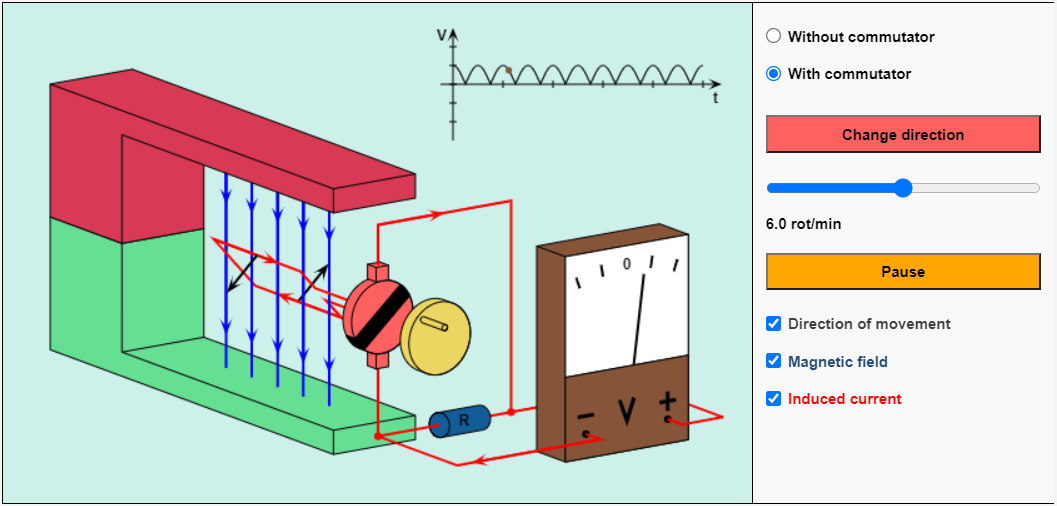 V
t
0
R
− V +
Without commutator
With commutator
Change direction
6.0 rot/min
Pause
Direction of movement
Magnetic field
Induced current